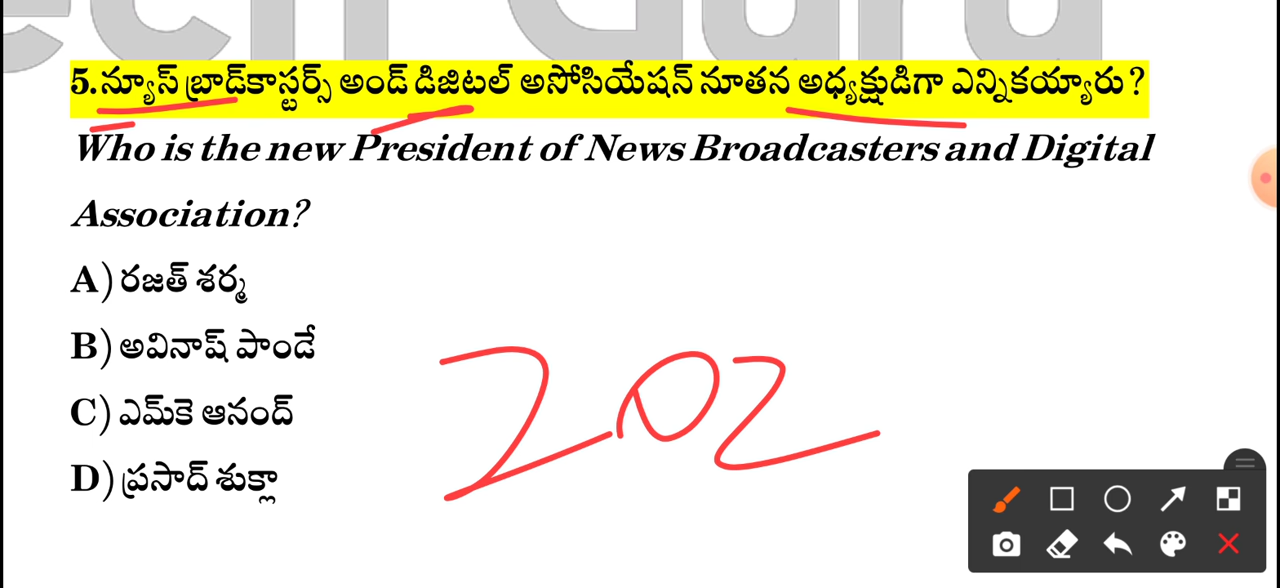 5.న్యూస్ బ్రాడ్‌కాస్టర్స్ అండ్ డిజిటల్ అసోసియేషన్ నూతన అధ్యక్షుడిగా ఎన్నికయ్యారు?
Who is the new President of News Broadcasters and Digital
Association?
A) రజత్ శర్మ
B) అవినాష్ పాండే
C) ఎమ్‌కె ఆనంద్
D) ప్రసాద్ శుక్లా
202